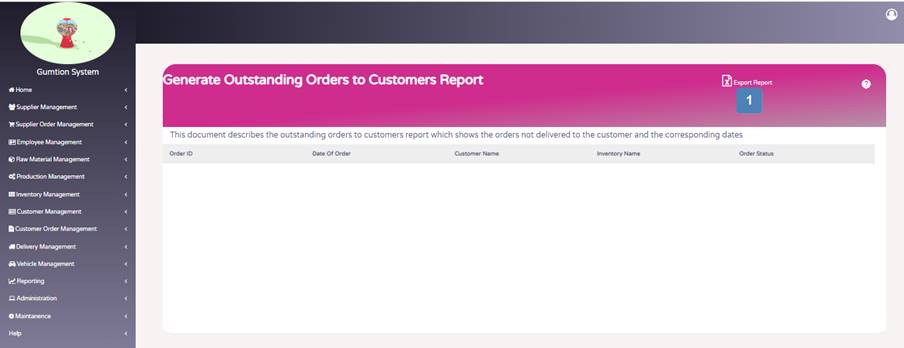 Gumtion System
Home
Supplier Management
Supplier Order Management
Employee Management
Raw Material Management
Production Management
Inventory Management
Customer Management
Customer Order Management
Delivery Management
Vehicle Management
Reporting
Administration
Maintanence
Help
Generate Outstanding Orders to Customers Report
Export Report
1
This document describes the outstanding orders to customers report which shows the orders not delivered to the customer and the corresponding dates
Order ID Date Of Order Customer Name Inventory Name Order Status